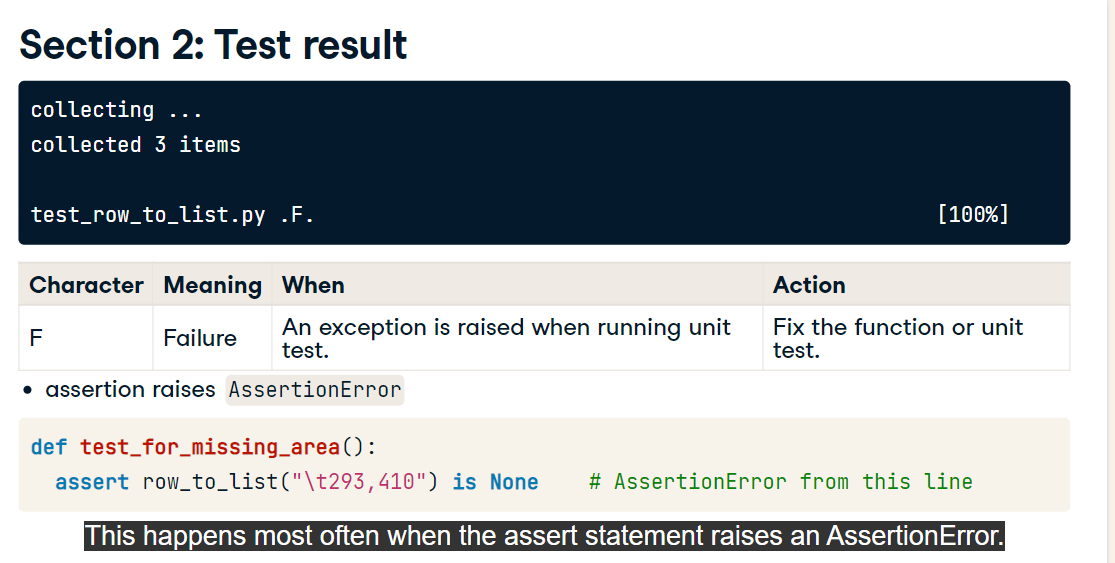 Section 2: Test result
collecting ...
collected 3 items
test_row_to_list.py .F. [100%]
Character Meaning When Action
F Failure An exception is raised when running unit test. Fix the function or unit test.
• assertion raises AssertionError
def test_for_missing_area():
  assert row_to_list("\t293,410") is None    # AssertionError from this line
This happens most often when the assert statement raises an AssertionError.